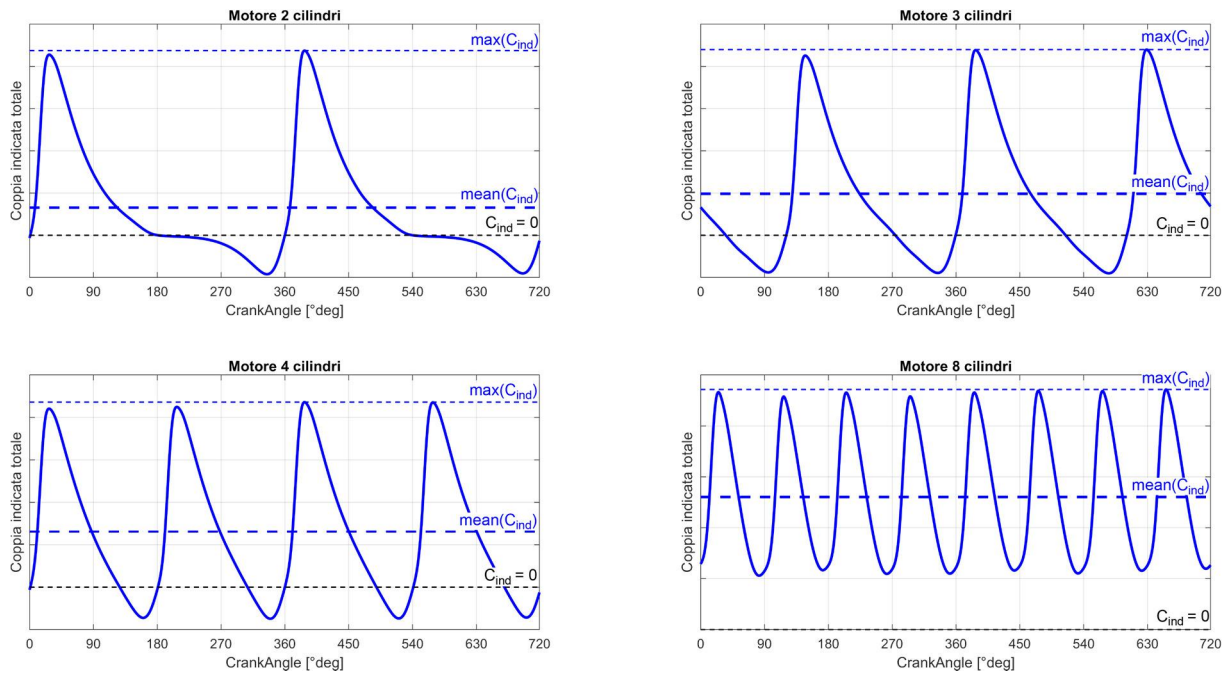 Motore 2 cilindri
max(C_ind)
mean(C_ind)
C_ind = 0
Coppia indicata totale
0 90 180 270 360 450 540 630 720
CrankAngle [°deg]
Motore 3 cilindri
max(C_ind)
mean(C_ind)
C_ind = 0
Coppia indicata totale
0 90 180 270 360 450 540 630 720
CrankAngle [°deg]
Motore 4 cilindri
max(C_ind)
mean(C_ind)
C_ind = 0
Coppia indicata totale
0 90 180 270 360 450 540 630 720
CrankAngle [°deg]
Motore 8 cilindri
max(C_ind)
mean(C_ind)
C_ind = 0
Coppia indicata totale
0 90 180 270 360 450 540 630 720
CrankAngle [°deg]